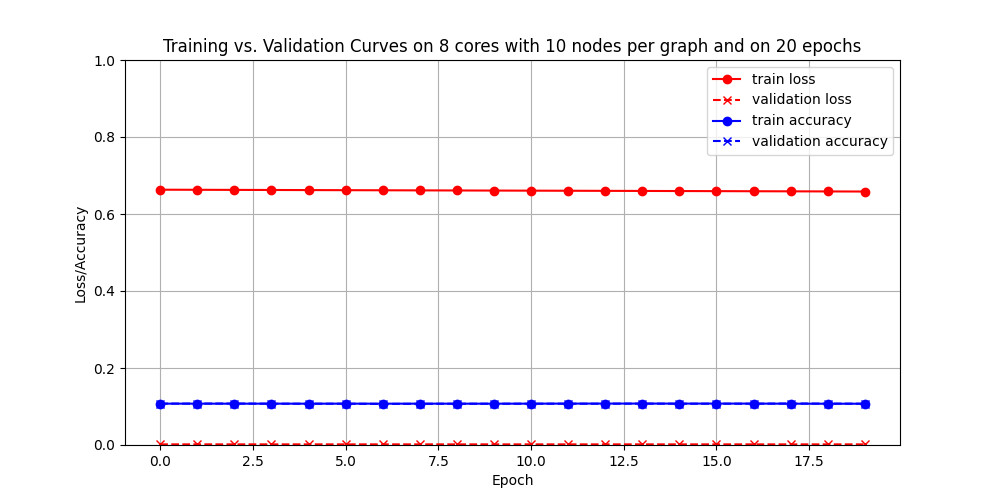 Training vs. Validation Curves on 8 cores with 10 nodes per graph and on 20 epochs
1.0
0.8
0.6
0.4
0.2
0.0
Loss/Accuracy
train loss
validation loss
train accuracy
validation accuracy
0.0 2.5 5.0 7.5 10.0 12.5 15.0 17.5
Epoch